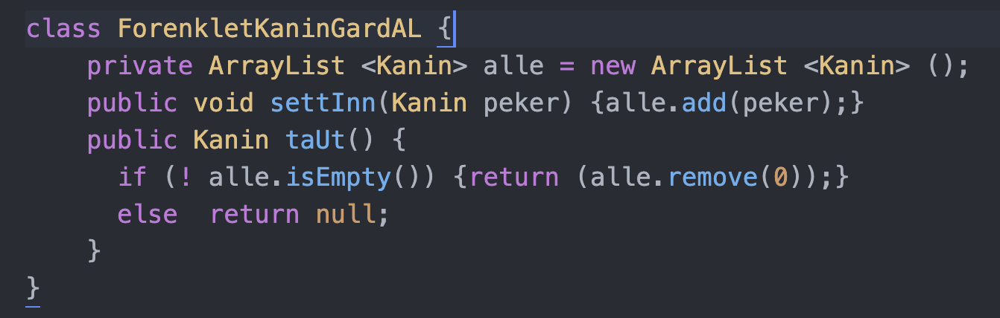 class ForenkletKaninGardAL {
    private ArrayList <Kanin> alle = new ArrayList <Kanin> ();
    public void settInn(Kanin peker) {alle.add(peker);}
    public Kanin taUt() {
      if (! alle.isEmpty()) {return (alle.remove(0));}
      else  return null;
    }
}